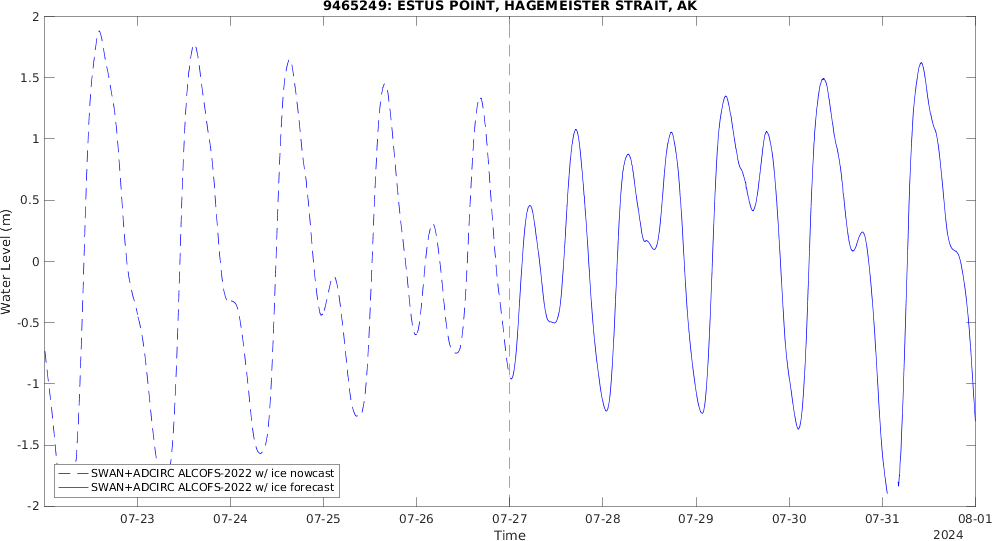 9465249: ESTUS POINT, HAGEMEISTER STRAIT, AK
2
1.5
1
0.5
0
-0.5
-1
-1.5
-2
Water Level (m)
SWAN+ADCIRC ALCOFS-2022 w/ ice nowcast
SWAN+ADCIRC ALCOFS-2022 w/ ice forecast
07-23 07-24 07-25 07-26 07-27 07-28 07-29 07-30 07-31 08-01
Time
2024